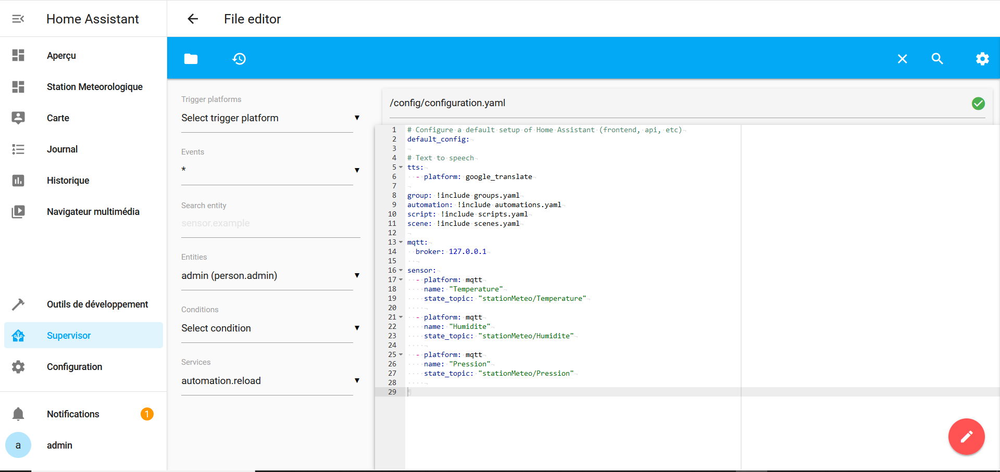 Home Assistant
File editor
Aperçu
Station Meteorologique
Carte
Journal
Historique
Navigateur multimédia
Outils de développement
Supervisor
Configuration
Notifications
1
a
admin
Trigger platforms
Select trigger platform
Events
*
Search entity
sensor.example
Entities
admin (person.admin)
Conditions
Select condition
Services
automation.reload
/config/configuration.yaml
1 # Configure a default setup of Home Assistant (frontend, api, etc)
2 default_config:
3
4 # Text to speech
5 tts:
6   - platform: google_translate
7
8 group: !include groups.yaml
9 automation: !include automations.yaml
10 script: !include scripts.yaml
11 scene: !include scenes.yaml
12
13 mqtt:
14   broker: 127.0.0.1
15
16 sensor:
17   - platform: mqtt
18     name: "Temperature"
19     state_topic: "stationMeteo/Temperature"
20
21   - platform: mqtt
22     name: "Humidite"
23     state_topic: "stationMeteo/Humidite"
24
25   - platform: mqtt
26     name: "Pression"
27     state_topic: "stationMeteo/Pression"
28
29